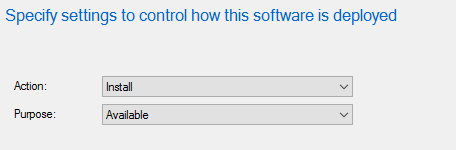 Specify settings to control how this software is deployed
Action: Install
Purpose: Available